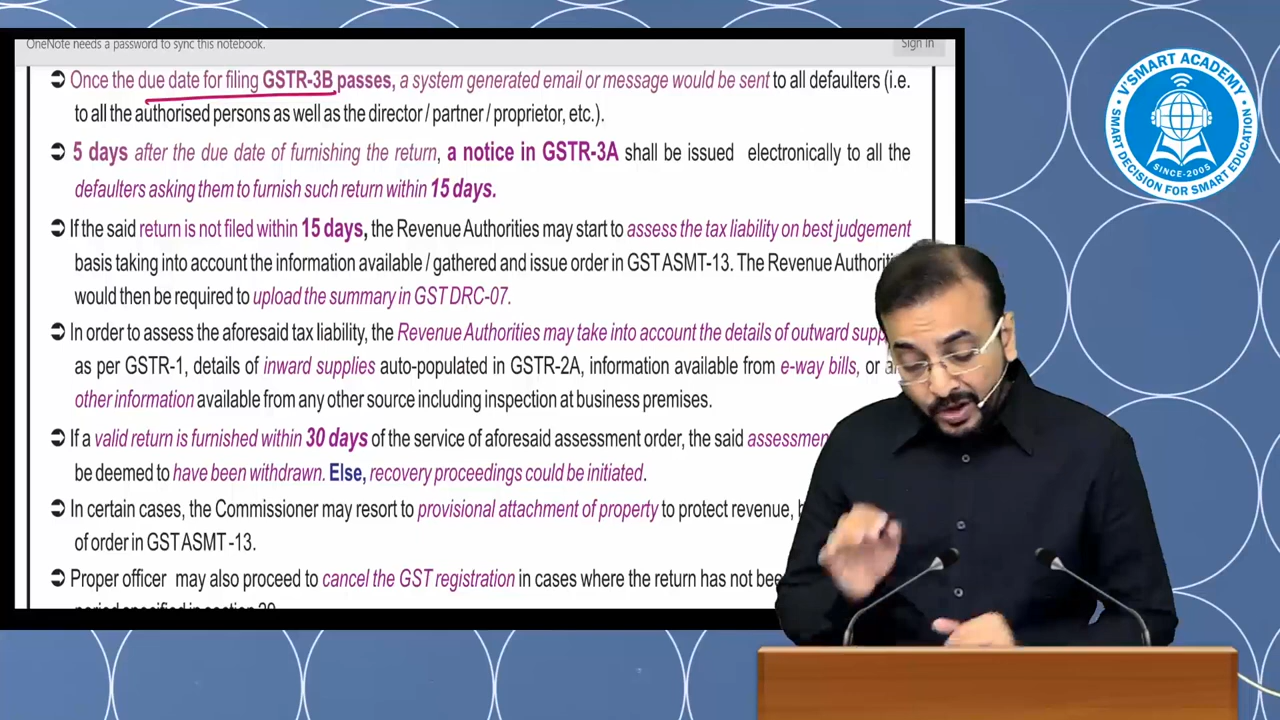 OneNote needs a password to sync this notebook.
Sign in
➲ Once the due date for filing GSTR-3B passes, a system generated email or message would be sent to all defaulters (i.e.
to all the authorised persons as well as the director / partner / proprietor, etc.).
➲ 5 days after the due date of furnishing the return, a notice in GSTR-3A shall be issued electronically to all the
defaulters asking them to furnish such return within 15 days.
➲ If the said return is not filed within 15 days, the Revenue Authorities may start to assess the tax liability on best judgement
basis taking into account the information available / gathered and issue order in GST ASMT-13. The Revenue
would then be required to upload the summary in GST DRC-07.
➲ In order to assess the aforesaid tax liability, the Revenue Authorities may take into account the details of outward
as per GSTR-1, details of inward supplies auto-populated in GSTR-2A, information available from e-way bills, or
other information available from any other source including inspection at business premises.
➲ If a valid return is furnished within 30 days of the service of aforesaid assessment order, the said
be deemed to have been withdrawn. Else, recovery proceedings could be initiated.
➲ In certain cases, the Commissioner may resort to provisional attachment of property to protect revenue,
of order in GST ASMT -13.
➲ Proper officer may also proceed to cancel the GST registration in cases where the return has not
period specified in section
V'SMART ACADEMY
SINCE-2005
SMART DECISION FOR SMART EDUCATION